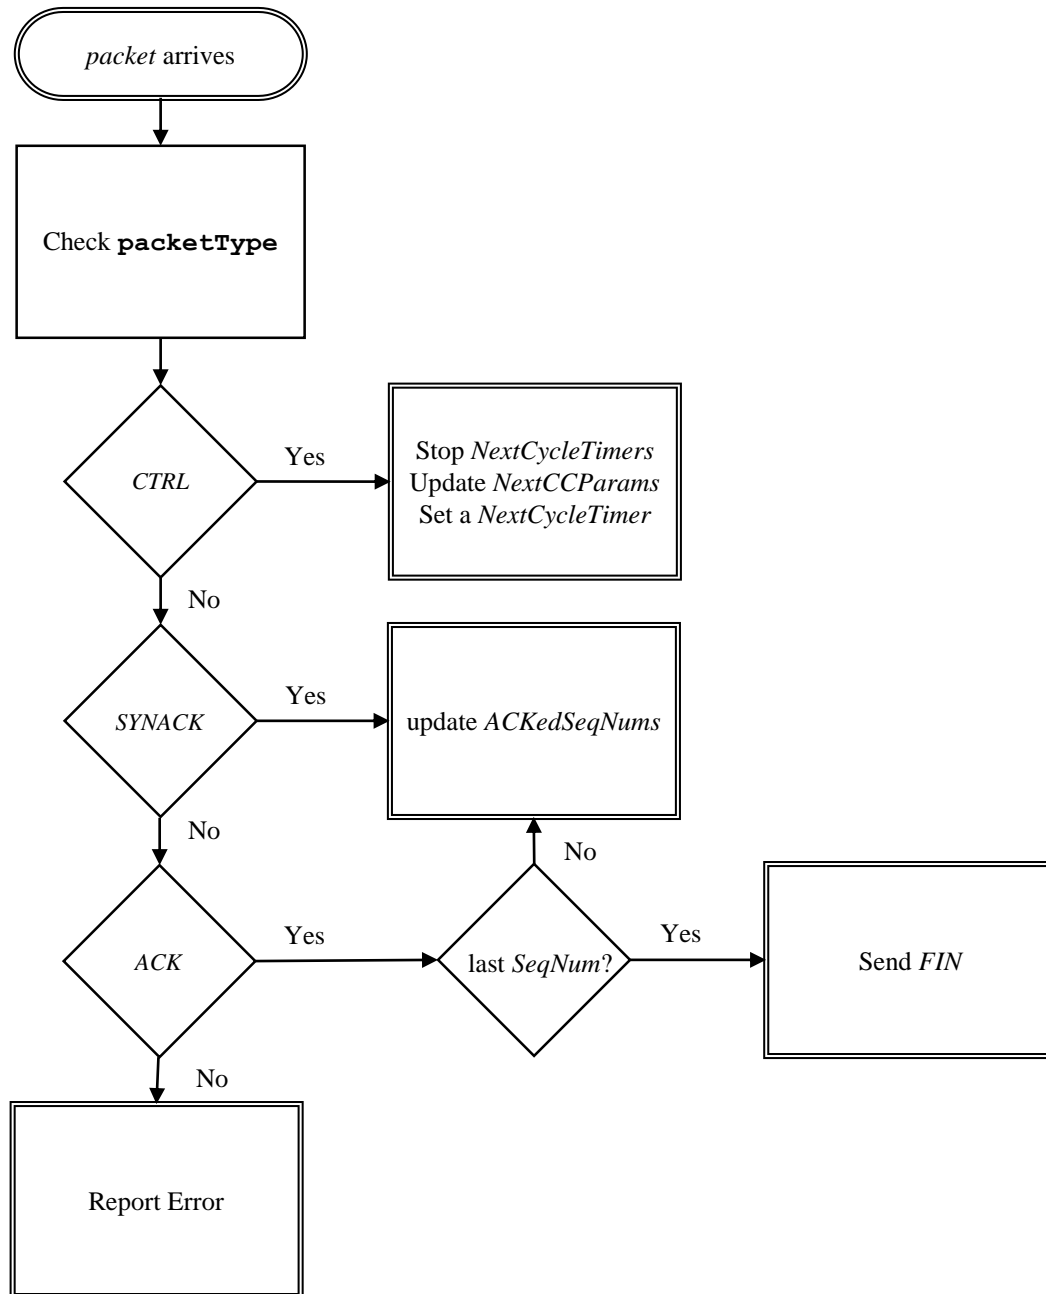 packet arrives
Check packetType
CTRL
Yes
Stop NextCycleTimers
Update NextCCParams
Set a NextCycleTimer
No
SYNACK
Yes
update ACKedSeqNums
No
No
ACK
Yes
last SeqNum?
Yes
Send FIN
No
Report Error